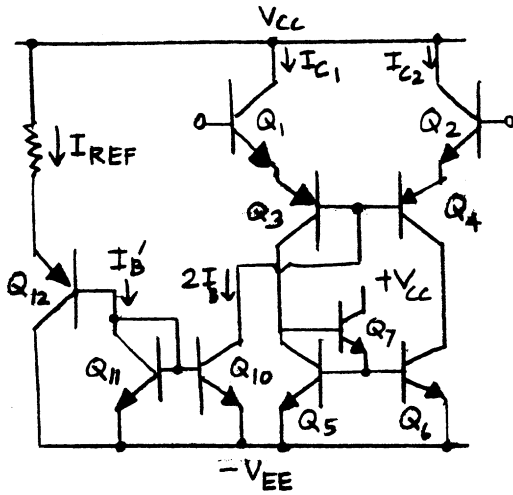 VCC
IC1
IC2
Q1
Q2
IREF
Q3
Q4
IB'
2IB
+VCC
Q12
Q7
Q11
Q10
Q5
Q6
-VEE